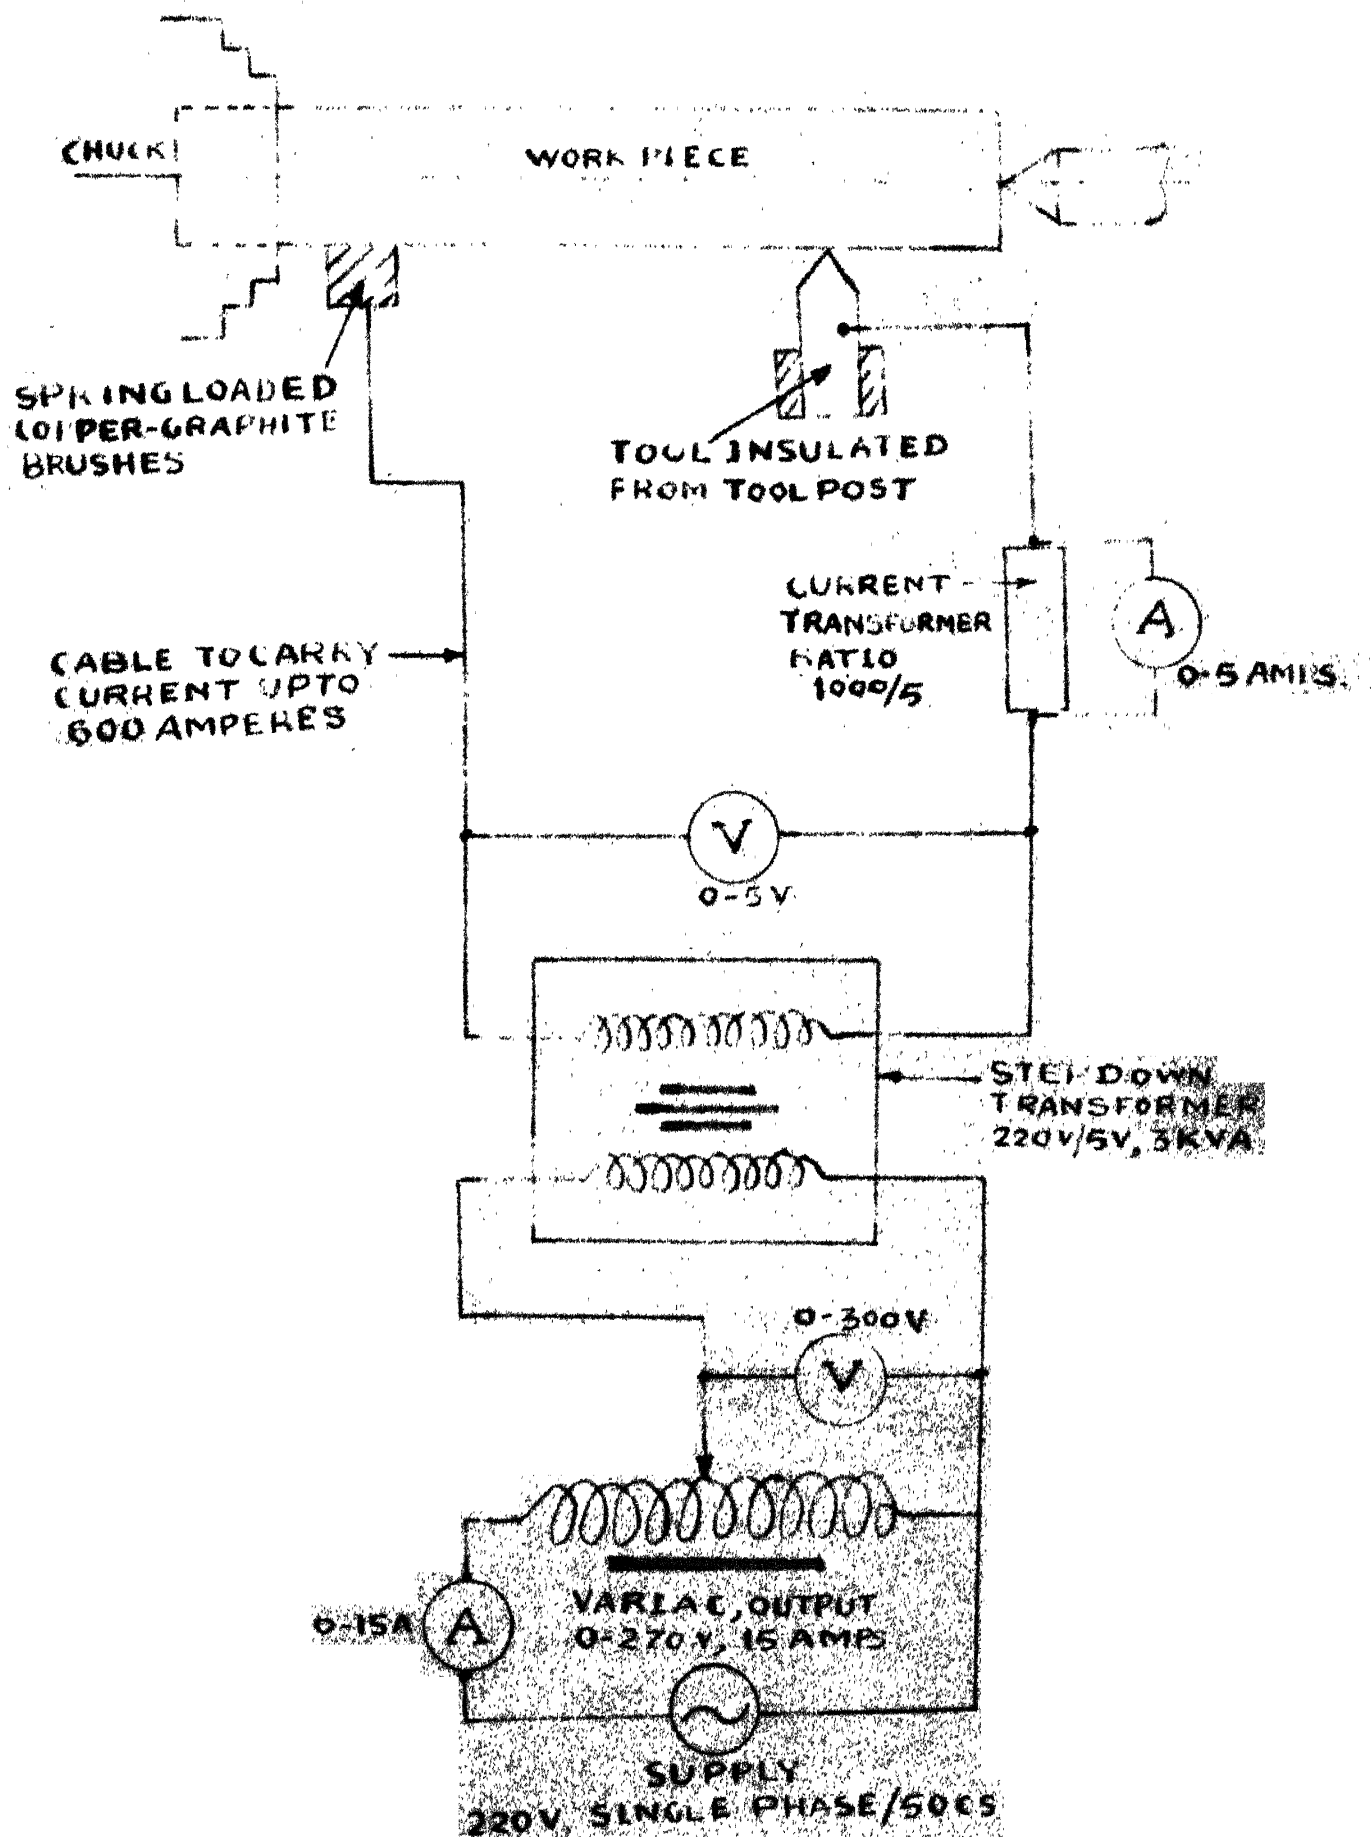 CHUCK
WORK PIECE
SPRING LOADED
COPPER-GRAPHITE
BRUSHES
TOOL INSULATED
FROM TOOL POST
CURRENT
TRANSFORMER
RATIO
1000/5
A
0-5 AMPS.
CABLE TO CARRY
CURRENT UPTO
600 AMPERES
V
0-5V
STEP DOWN
TRANSFORMER
220V/5V, 3KVA
0-300V
V
0-15A
A
VARIAC, OUTPUT
0-270V, 15 AMPS
SUPPLY
220V, SINGLE PHASE/50CS